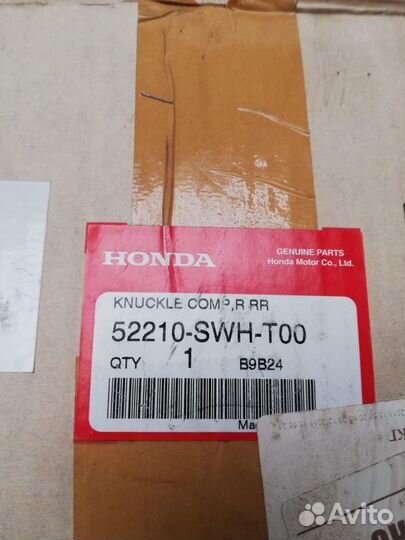 HONDA
GENUINE PARTS
Honda Motor Co., Ltd.
KNUCKLE COMP,R RR
52210-SWH-T00
QTY 1 B9B24
Avito